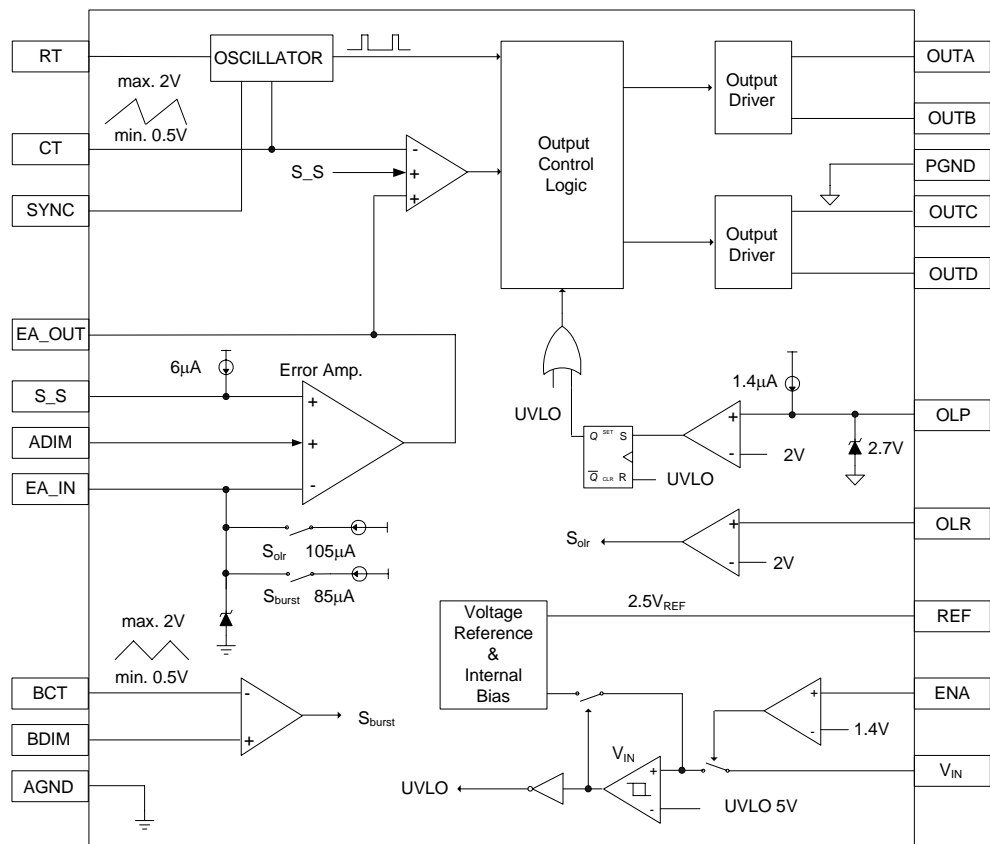 RT
OSCILLATOR
max. 2V
min. 0.5V
CT
SYNC
S_S
-
+
+
Output
Control
Logic
Output
Driver
OUTA
OUTB
PGND
Output
Driver
OUTC
OUTD
EA_OUT
6μA
Error Amp.
S_S
+
ADIM
+
EA_IN
-
UVLO
Q SET S
Q CLR R
UVLO
+
-
2V
1.4μA
2.7V
OLP
Solr 105μA
Sburst 85μA
Solr
+
-
2V
OLR
max. 2V
min. 0.5V
BCT
BDIM
-
+
Sburst
AGND
Voltage
Reference
&
Internal
Bias
2.5VREF
REF
+
-
1.4V
ENA
VIN
+
-
UVLO 5V
UVLO
VIN